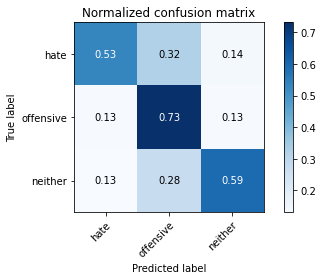 Normalized confusion matrix
True label
hate 0.53 0.32 0.14
offensive 0.13 0.73 0.13
neither 0.13 0.28 0.59
hate offensive neither
Predicted label
0.7
0.6
0.5
0.4
0.3
0.2